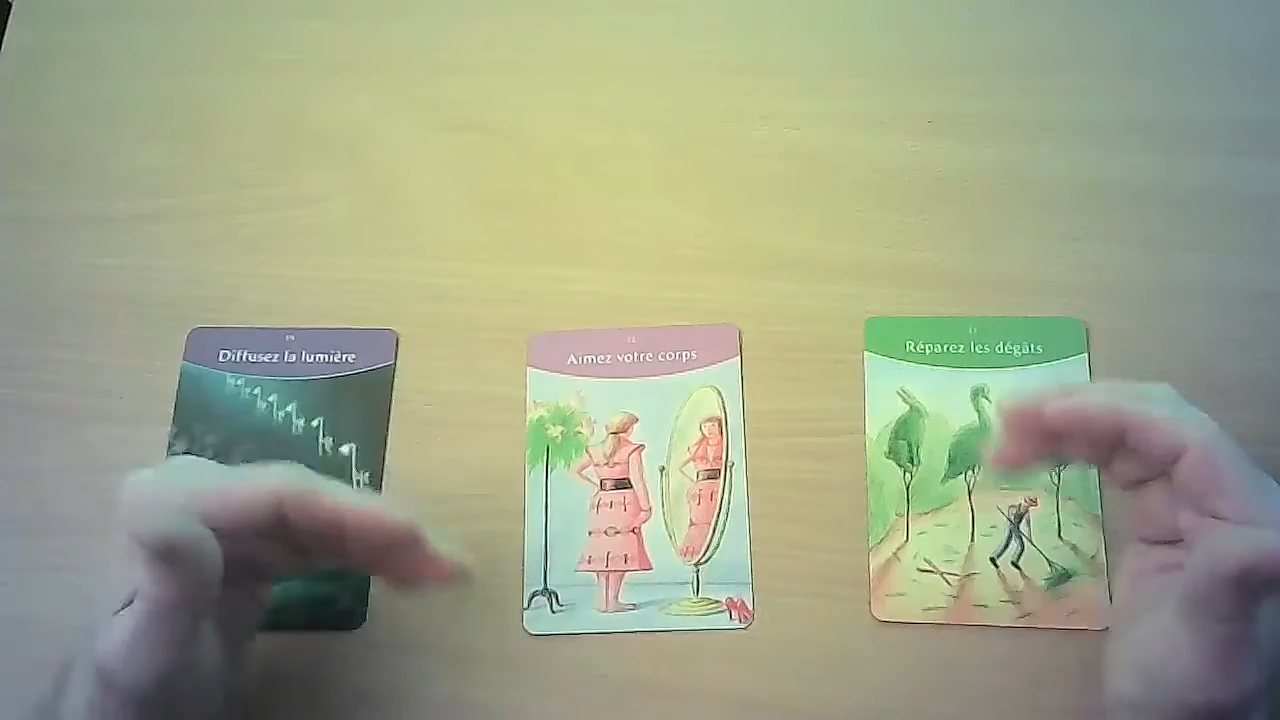 Diffusez la lumière
Aimez votre corps
Réparez les dégâts